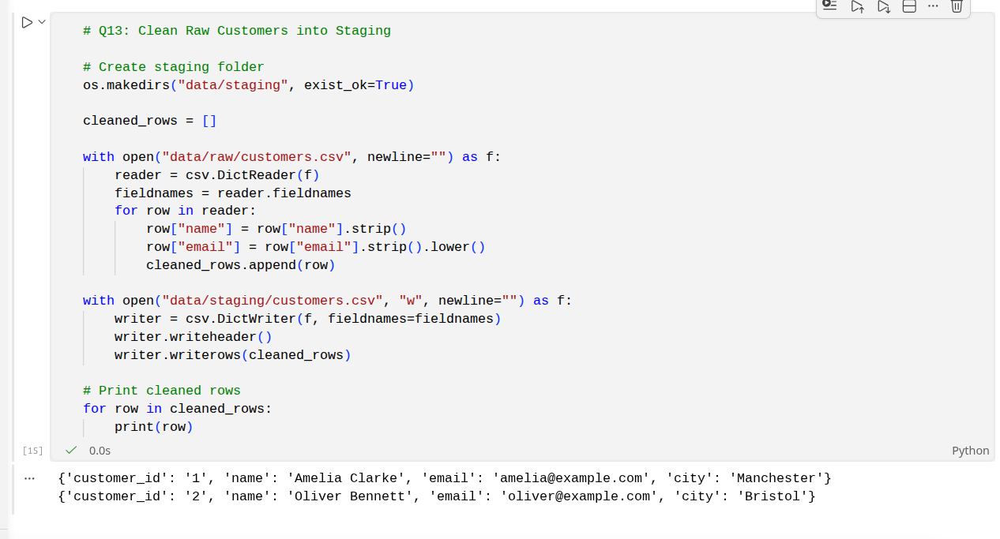 # Q13: Clean Raw Customers into Staging
# Create staging folder
os.makedirs("data/staging", exist_ok=True)
cleaned_rows = []
with open("data/raw/customers.csv", newline="") as f:
    reader = csv.DictReader(f)
    fieldnames = reader.fieldnames
    for row in reader:
        row["name"] = row["name"].strip()
        row["email"] = row["email"].strip().lower()
        cleaned_rows.append(row)
with open("data/staging/customers.csv", "w", newline="") as f:
    writer = csv.DictWriter(f, fieldnames=fieldnames)
    writer.writeheader()
    writer.writerows(cleaned_rows)
# Print cleaned rows
for row in cleaned_rows:
    print(row)
[15] 0.0s Python
{'customer_id': '1', 'name': 'Amelia Clarke', 'email': 'amelia@example.com', 'city': 'Manchester'}
{'customer_id': '2', 'name': 'Oliver Bennett', 'email': 'oliver@example.com', 'city': 'Bristol'}